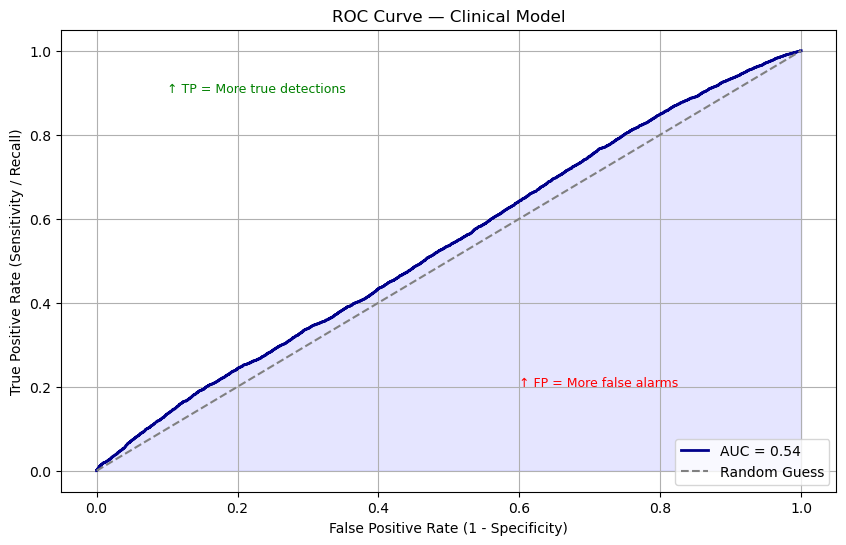 ROC Curve — Clinical Model
True Positive Rate (Sensitivity / Recall)
1.0
0.8
0.6
0.4
0.2
0.0
↑ TP = More true detections
↑ FP = More false alarms
AUC = 0.54
Random Guess
0.0 0.2 0.4 0.6 0.8 1.0
False Positive Rate (1 - Specificity)